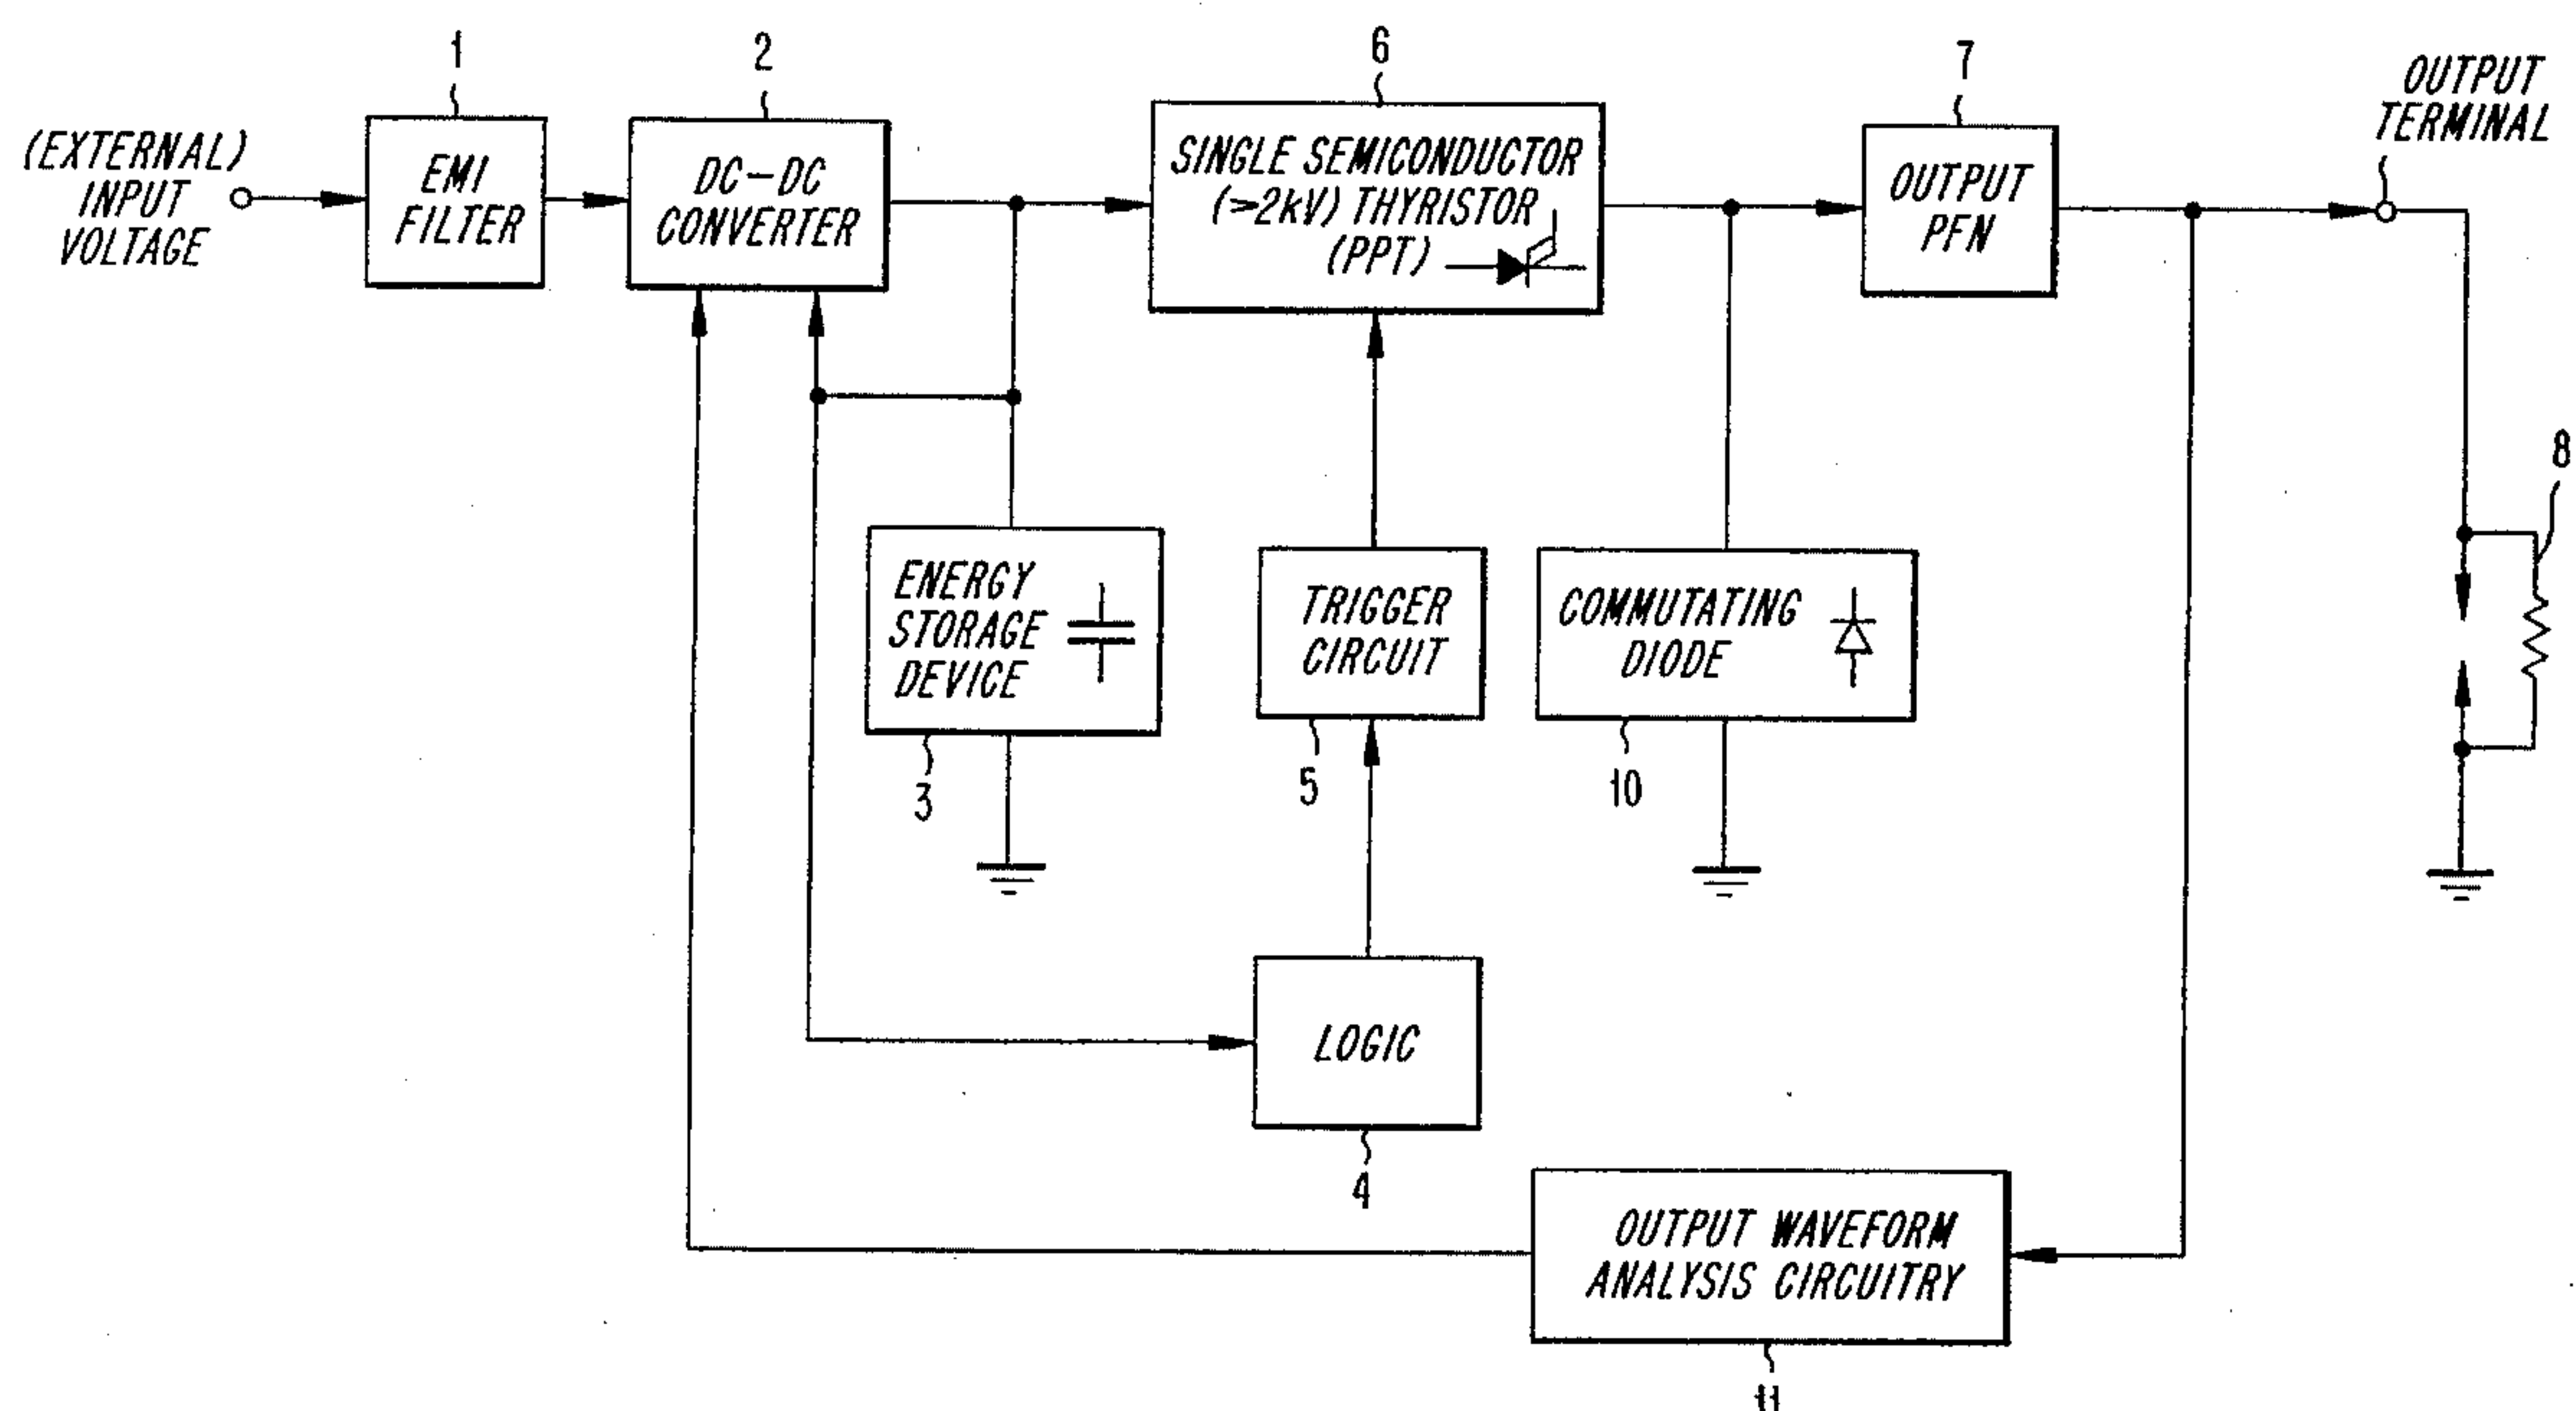 1
2
6
7
OUTPUT
TERMINAL
(EXTERNAL)
INPUT
VOLTAGE
EMI
FILTER
DC-DC
CONVERTER
SINGLE SEMICONDUCTOR
(>2kV) THYRISTOR
(PPT)
OUTPUT
PFN
8
ENERGY
STORAGE
DEVICE
TRIGGER
CIRCUIT
COMMUTATING
DIODE
3
5
10
LOGIC
4
OUTPUT WAVEFORM
ANALYSIS CIRCUITRY
11